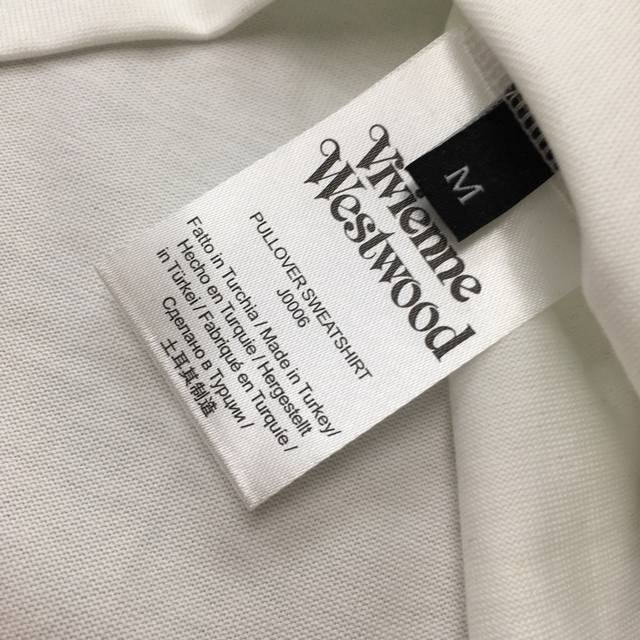 M
Vivienne
Westwood
PULLOVER SWEATSHIRT
J0006
Fatto in Turchia / Made in Turkey/
Hecho en Turquie / Hergestellt
in Türkei / Fabriqué en Turquie/
Сделано в Турции /
土耳其制造